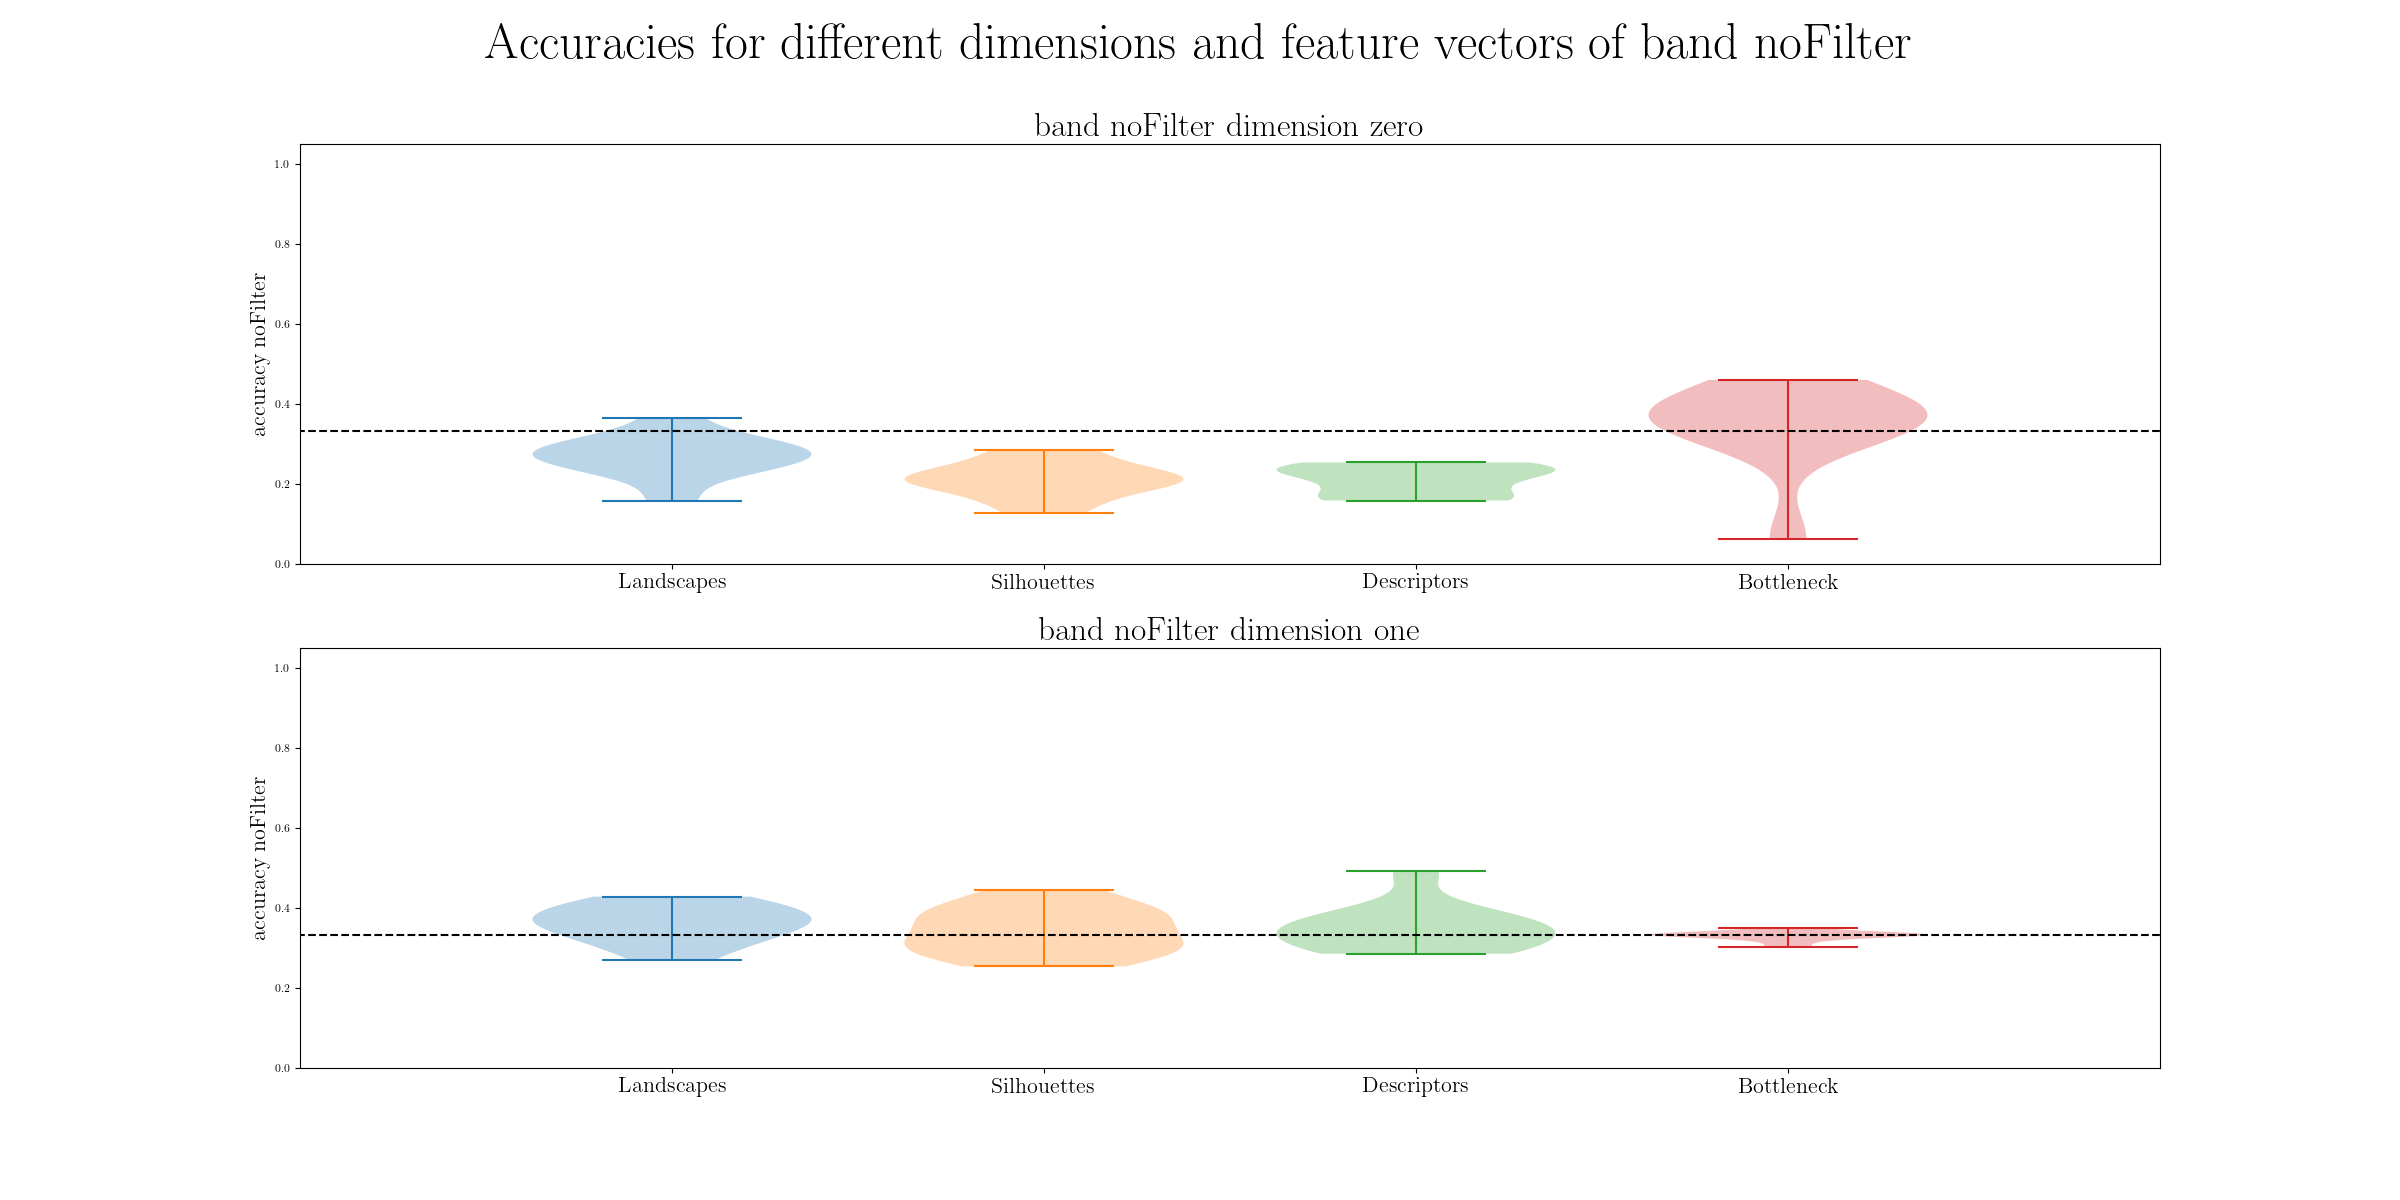 Accuracies for different dimensions and feature vectors of band noFilter
band noFilter dimension zero
accuracy noFilter
1.0
0.8
0.6
0.4
0.2
0.0
Landscapes Silhouettes Descriptors Bottleneck
band noFilter dimension one
accuracy noFilter
1.0
0.8
0.6
0.4
0.2
0.0
Landscapes Silhouettes Descriptors Bottleneck